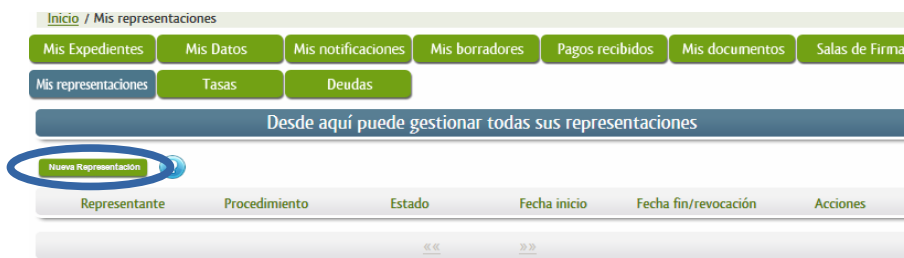 Inicio / Mis representaciones
Mis Expedientes Mis Datos Mis notificaciones Mis borradores Pagos recibidos Mis documentos Salas de Firma
Mis representaciones Tasas Deudas
Desde aquí puede gestionar todas sus representaciones
Nueva Representación
Representante Procedimiento Estado Fecha inicio Fecha fin/revocación Acciones
«« »»